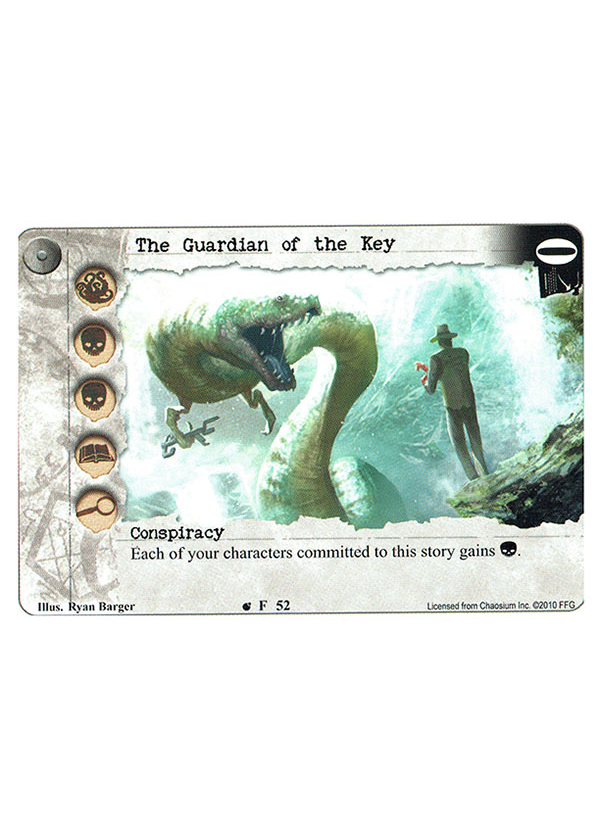 The Guardian of the Key
0
Conspiracy
Each of your characters committed to this story gains .
Illus. Ryan Barger
F 52
Licensed from Chaosium Inc. ©2010 FFG